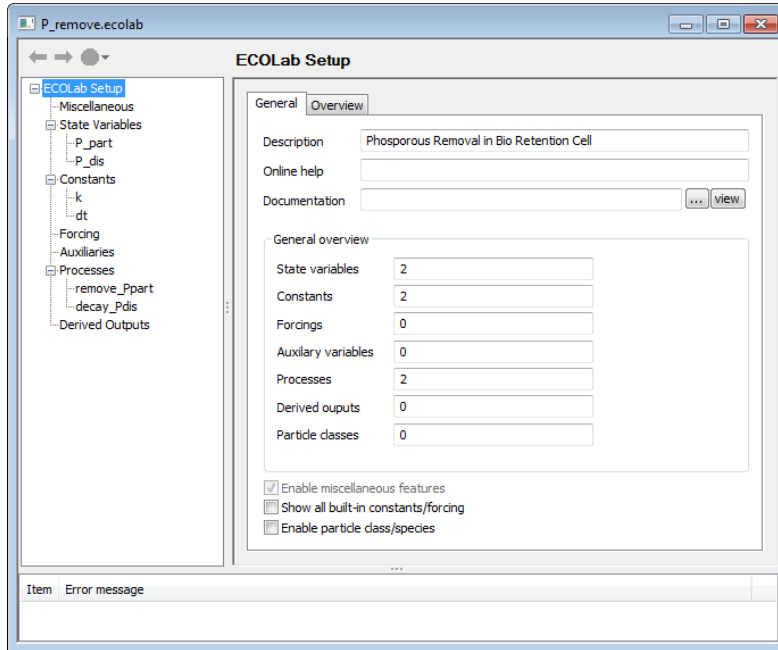 P_remove.ecolab
ECOLab Setup
ECOLab Setup
Miscellaneous
State Variables
P_part
P_dis
Constants
k
dt
Forcing
Auxiliaries
Processes
remove_Ppart
decay_Pdis
Derived Outputs
General Overview
Description Phosporous Removal in Bio Retention Cell
Online help
Documentation ... view
General overview
State variables 2
Constants 2
Forcings 0
Auxilary variables 0
Processes 2
Derived ouputs 0
Particle classes 0
Enable miscellaneous features
Show all built-in constants/forcing
Enable particle class/species
Item Error message